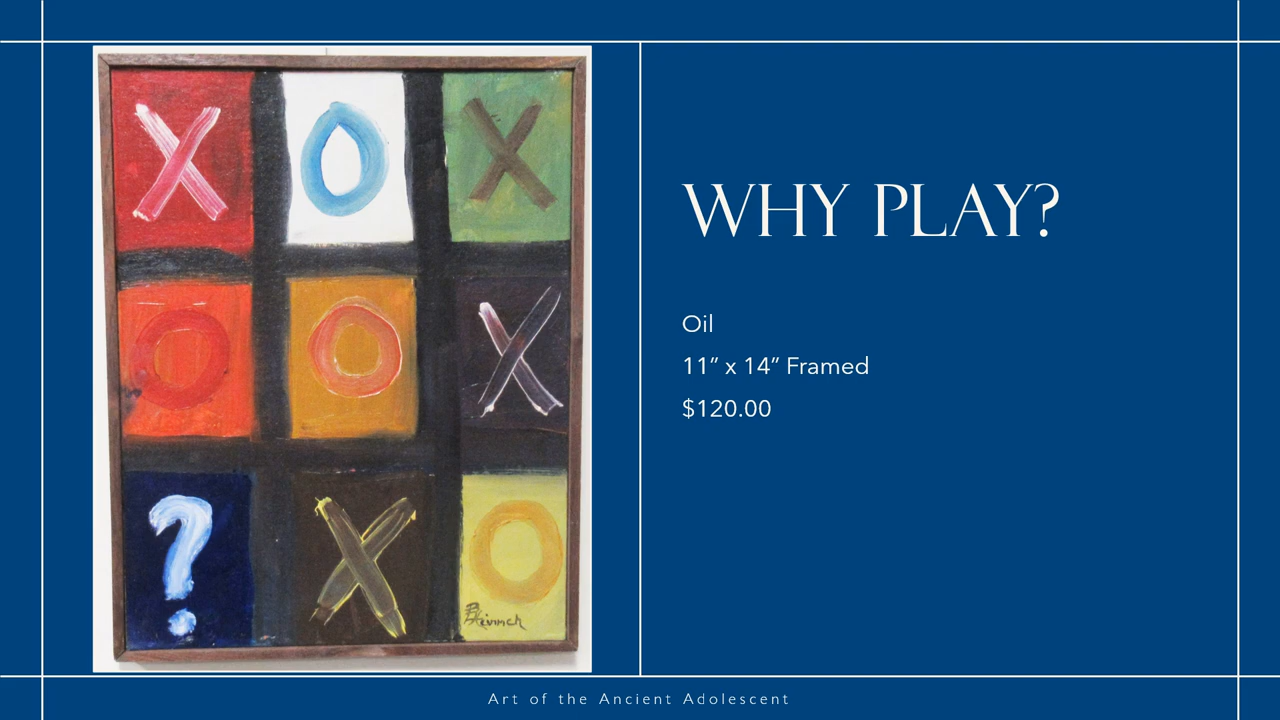 X O X
O O X
? X O
WHY PLAY?
Oil
11” x 14” Framed
$120.00
Art of the Ancient Adolescent